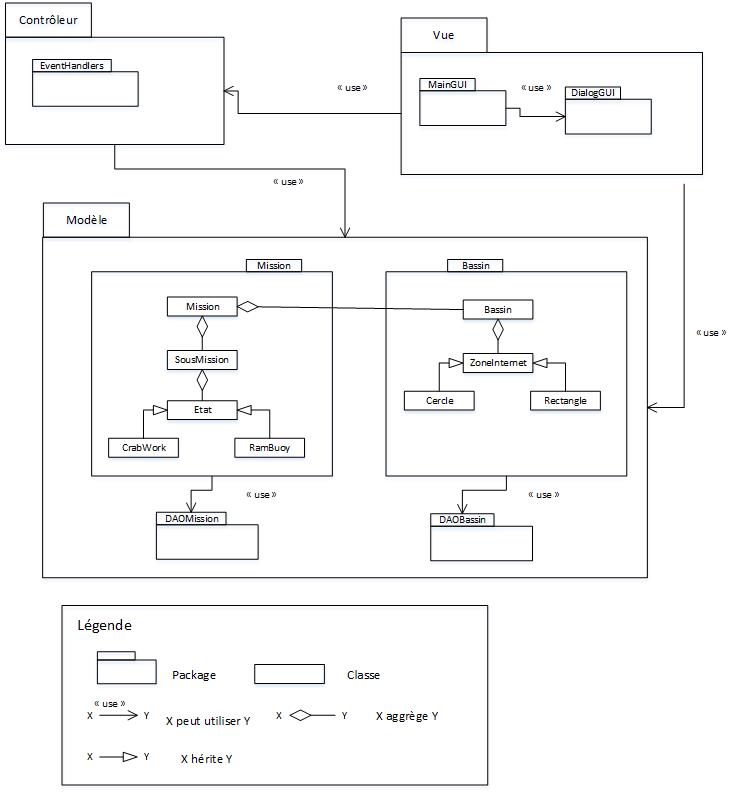 Contrôleur
Vue
EventHandlers
« use »
MainGUI
« use »
DialogGUI
« use »
Modèle
Mission
Bassin
Mission
Bassin
« use »
SousMission
ZoneInternet
Etat
Cercle
Rectangle
CrabWork
RamBuoy
« use »
« use »
DAOMission
DAOBassin
Légende
Package
Classe
« use »
X
Y
X peut utiliser Y
X
Y
X aggrège Y
X
Y
X hérite Y